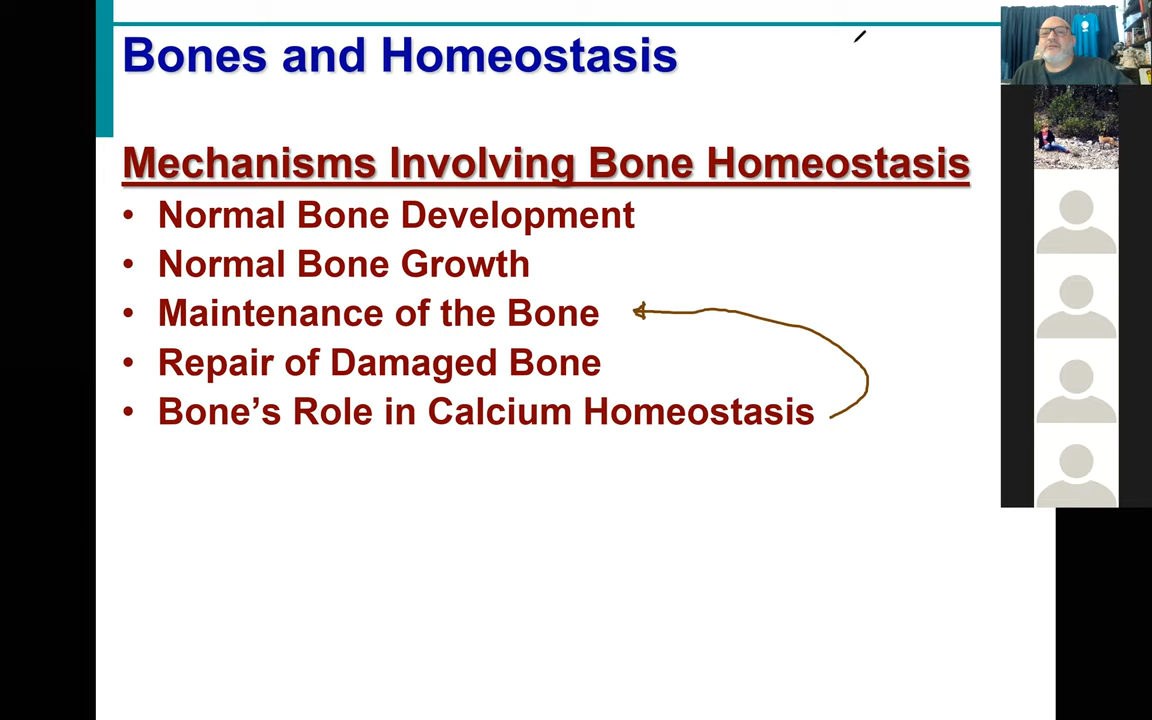 Bones and Homeostasis
Mechanisms Involving Bone Homeostasis
• Normal Bone Development
• Normal Bone Growth
• Maintenance of the Bone
• Repair of Damaged Bone
• Bone’s Role in Calcium Homeostasis